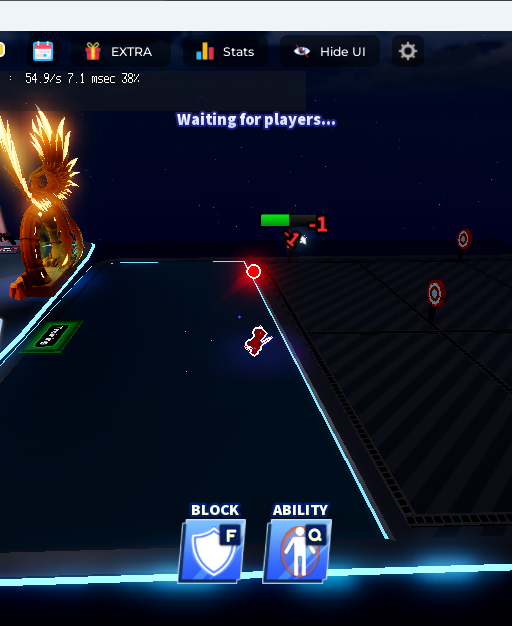 EXTRA
Stats
Hide UI
: 54.9/s 7.1 msec 38%
Waiting for players...
-1
BLOCK
ABILITY
F
Q